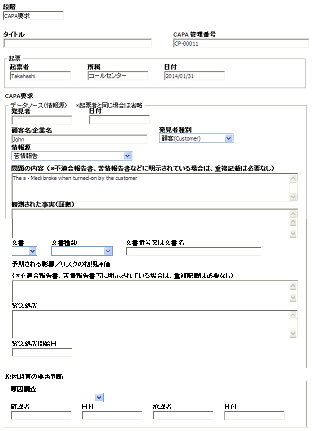 段階
CAPA要求
タイトル
CAPA 管理番号
CP-00011
起票
起票者 所属 日付
Takahashi コールセンター 2014/01/31
CAPA要求
データソース(情報源) *起票者と同じ場合は省略
発見者 日付
顧客名/企業名 発見者種別
John 顧客(Customer)
情報源
苦情報告
問題の内容 (※不適合報告書、苦情報告書などに明示されている場合は、重複記載は必要なし)
The s - Med broke when turned-on by the customer
観測された事実(証拠)
文書 文書種類 文書番号又は文書名
予想される影響/リスクの初期評価
(※不適合報告書、苦情報告書等に明示されている場合は、重複記載は必要なし)
緊急処置
緊急処置開始日
原因調査
確認者 日付 承認者 日付